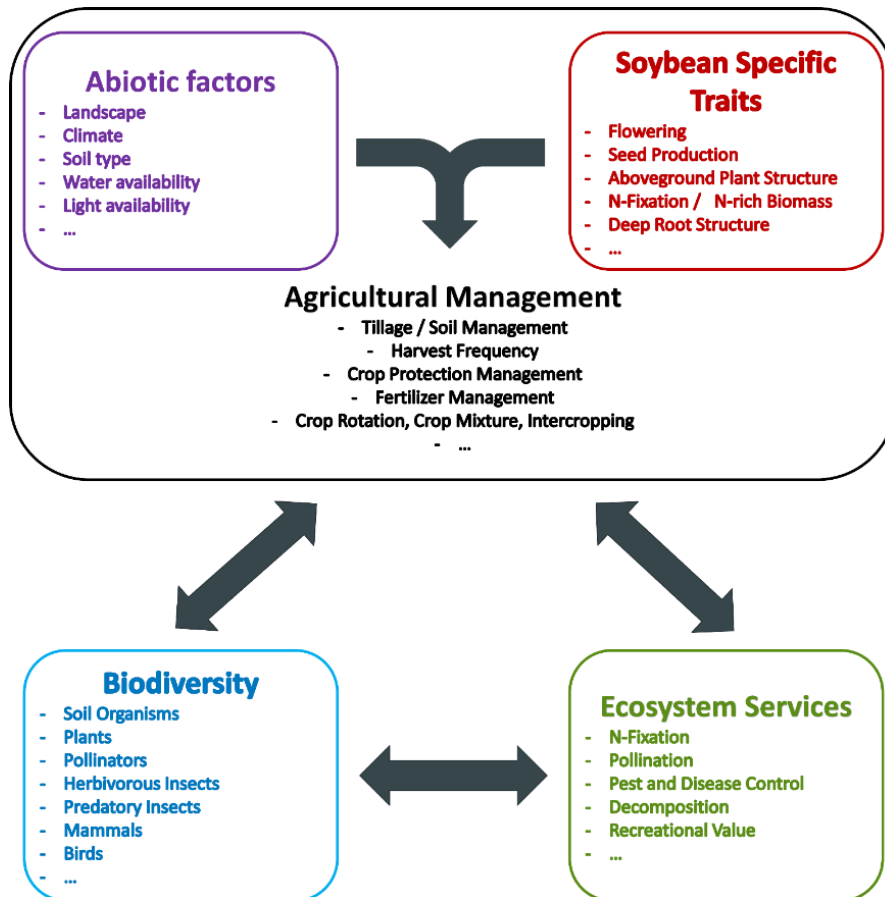 Abiotic factors
- Landscape
- Climate
- Soil type
- Water availability
- Light availability
- ...
Soybean Specific
Traits
- Flowering
- Seed Production
- Aboveground Plant Structure
- N-Fixation / N-rich Biomass
- Deep Root Structure
- ...
Agricultural Management
- Tillage / Soil Management
- Harvest Frequency
- Crop Protection Management
- Fertilizer Management
- Crop Rotation, Crop Mixture, Intercropping
- ...
Biodiversity
- Soil Organisms
- Plants
- Pollinators
- Herbivorous Insects
- Predatory Insects
- Mammals
- Birds
- ...
Ecosystem Services
- N-Fixation
- Pollination
- Pest and Disease Control
- Decomposition
- Recreational Value
- ...